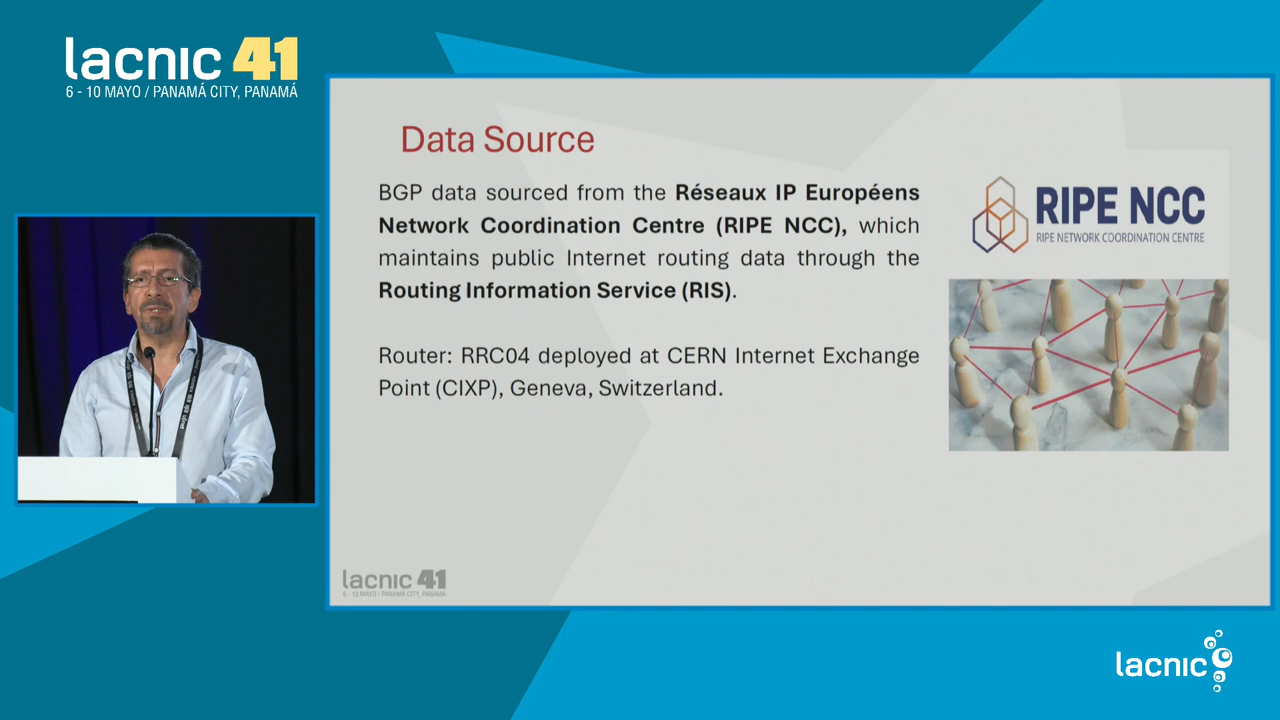 lacnic 41
6 - 10 MAYO / PANAMÁ CITY, PANAMÁ
Data Source
BGP data sourced from the Réseaux IP Européens
Network Coordination Centre (RIPE NCC), which
maintains public Internet routing data through the
Routing Information Service (RIS).
Router: RRC04 deployed at CERN Internet Exchange
Point (CIXP), Geneva, Switzerland.
RIPE NCC
RIPE NETWORK COORDINATION CENTRE
lacnic 41
6 - 10 MAYO / PANAMÁ CITY, PANAMÁ
lacnic